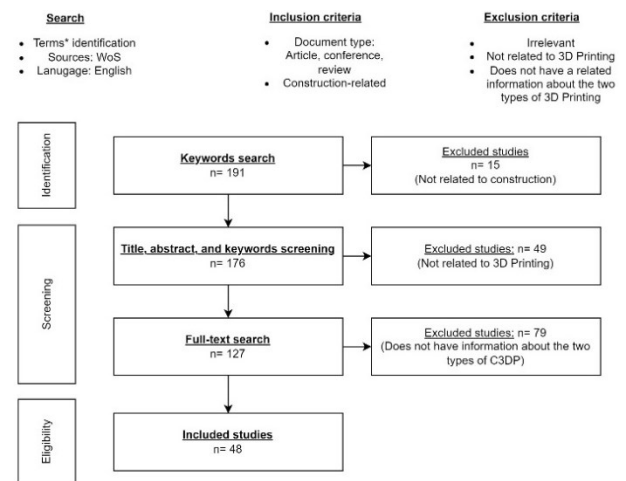 Search
Inclusion criteria
Exclusion criteria
• Terms* identification
• Sources: WoS
• Lanugage: English
• Document type:
Article, conference,
review
• Construction-related
• Irrelevant
• Not related to 3D Printing
• Does not have a related
information about the two
types of 3D Printing
Identification
Keywords search
n= 191
Excluded studies
n= 15
(Not related to construction)
Screening
Title, abstract, and keywords screening
n= 176
Excluded studies: n= 49
(Not related to 3D Printing)
Full-text search
n= 127
Excluded studies: n= 79
(Does not have information about the two
types of C3DP)
Eligibility
Included studies
n= 48